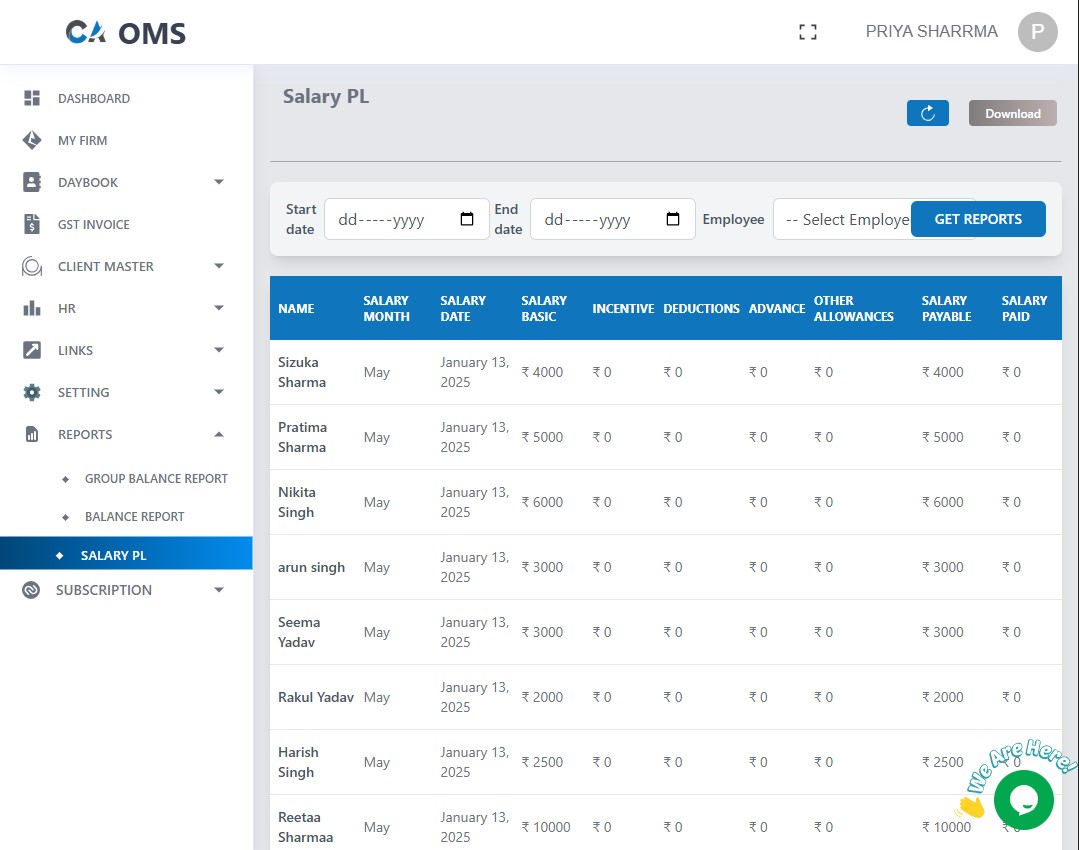 CA OMS
PRIYA SHARRMA
P
DASHBOARD
MY FIRM
DAYBOOK
GST INVOICE
CLIENT MASTER
HR
LINKS
SETTING
REPORTS
GROUP BALANCE REPORT
BALANCE REPORT
SALARY PL
SUBSCRIPTION
Salary PL
Download
Start
date
dd-----yyyy
End
date
dd-----yyyy
Employee
-- Select Employe
GET REPORTS
NAME SALARY MONTH SALARY DATE SALARY BASIC INCENTIVE DEDUCTIONS ADVANCE OTHER ALLOWANCES SALARY PAYABLE SALARY PAID
Sizuka Sharma May January 13, 2025 ₹ 4000 ₹ 0 ₹ 0 ₹ 0 ₹ 0 ₹ 4000 ₹ 0
Pratima Sharma May January 13, 2025 ₹ 5000 ₹ 0 ₹ 0 ₹ 0 ₹ 0 ₹ 5000 ₹ 0
Nikita Singh May January 13, 2025 ₹ 6000 ₹ 0 ₹ 0 ₹ 0 ₹ 0 ₹ 6000 ₹ 0
arun singh May January 13, 2025 ₹ 3000 ₹ 0 ₹ 0 ₹ 0 ₹ 0 ₹ 3000 ₹ 0
Seema Yadav May January 13, 2025 ₹ 3000 ₹ 0 ₹ 0 ₹ 0 ₹ 0 ₹ 3000 ₹ 0
Rakul Yadav May January 13, 2025 ₹ 2000 ₹ 0 ₹ 0 ₹ 0 ₹ 0 ₹ 2000 ₹ 0
Harish Singh May January 13, 2025 ₹ 2500 ₹ 0 ₹ 0 ₹ 0 ₹ 0 ₹ 2500 ₹ 0
Reetaa Sharmaa May January 13, 2025 ₹ 10000 ₹ 0 ₹ 0 ₹ 0 ₹ 0 ₹ 10000 ₹ 0
We Are Here!